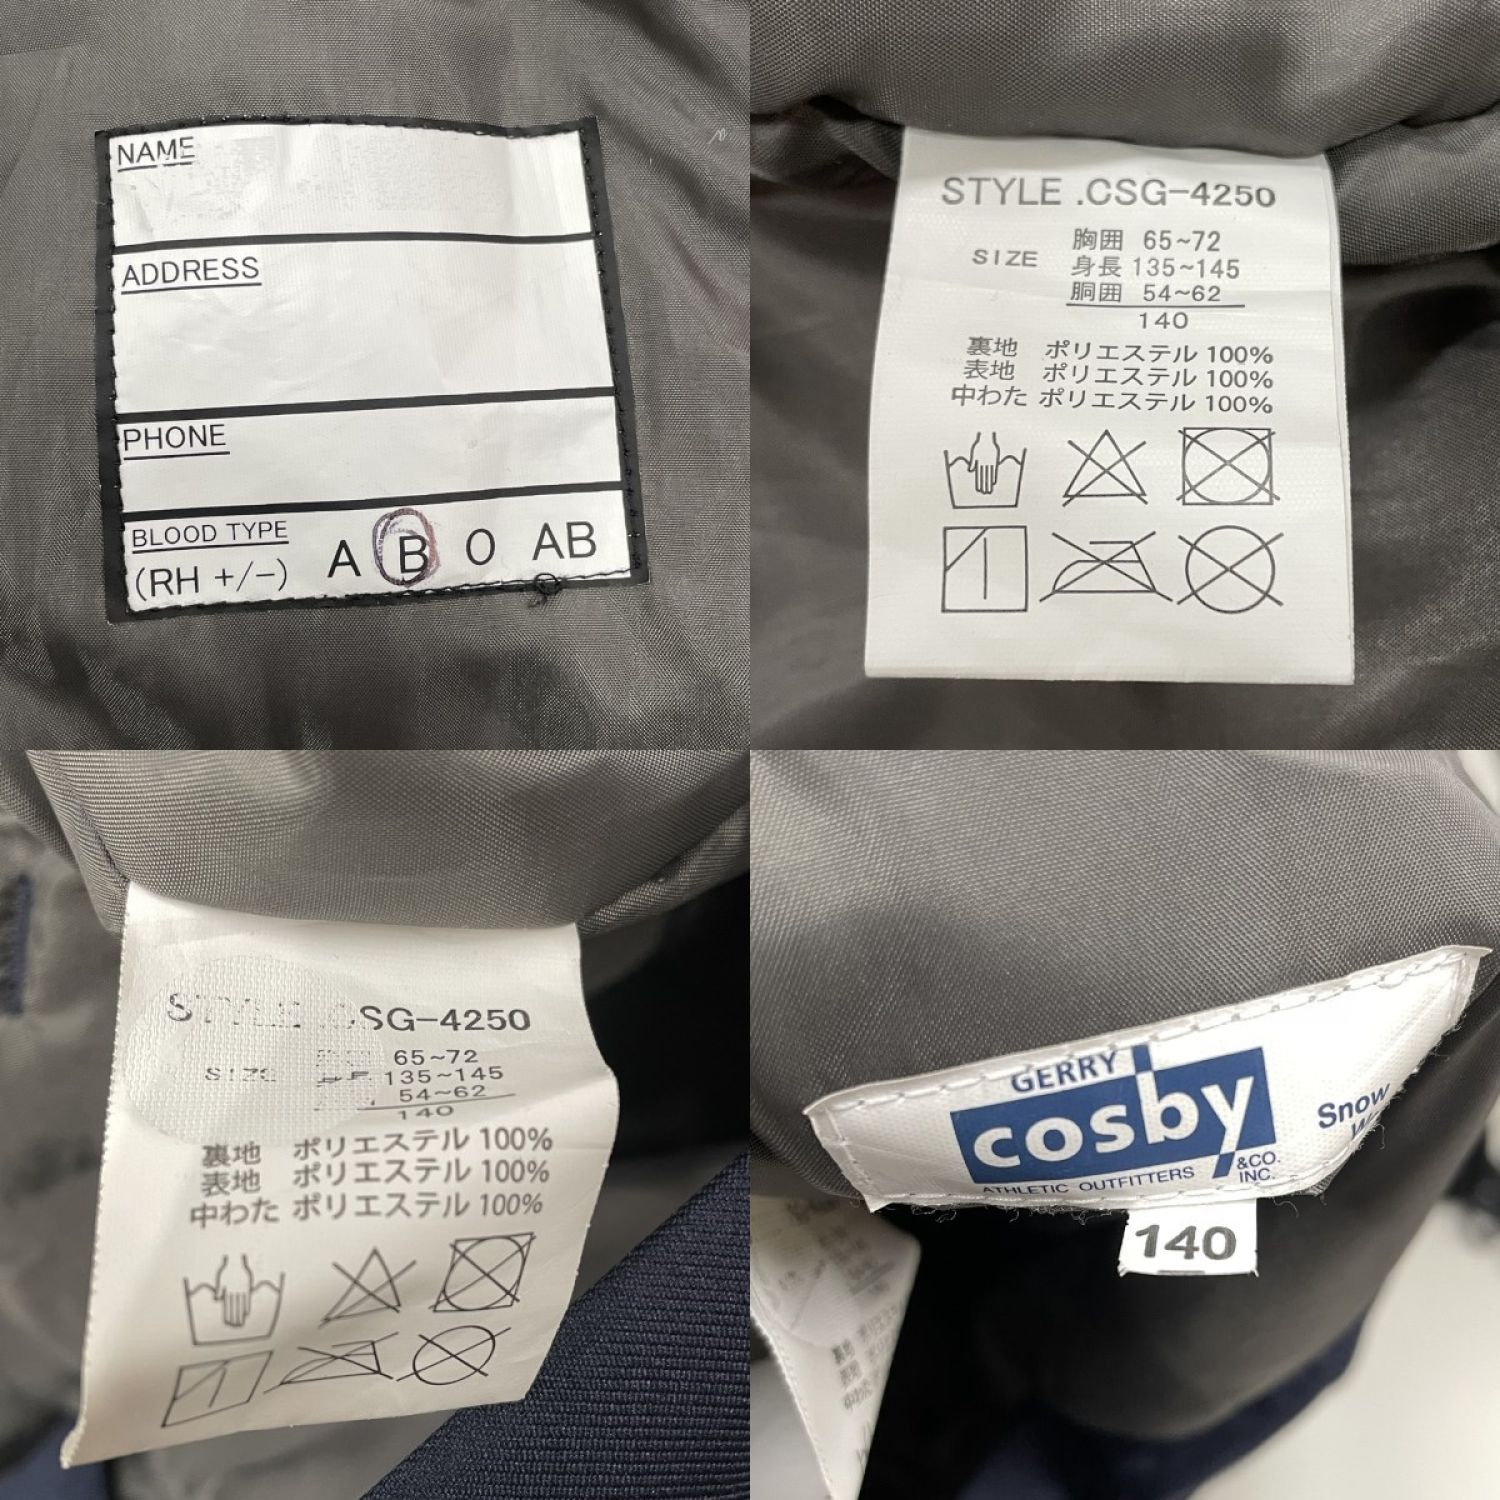 NAME
ADDRESS
PHONE
BLOOD TYPE
(RH +/-) A B O AB
STYLE .CSG-4250
SIZE
胸囲 65~72
身長 135~145
胴囲 54~62
140
裏地 ポリエステル 100%
表地 ポリエステル 100%
中わた ポリエステル 100%
STYLE .CSG-4250
SIZE
65~72
135~145
54~62
140
裏地 ポリエステル 100%
表地 ポリエステル 100%
中わた ポリエステル 100%
GERRY
cosby
ATHLETIC OUTFITTERS &CO. INC.
Snow
140